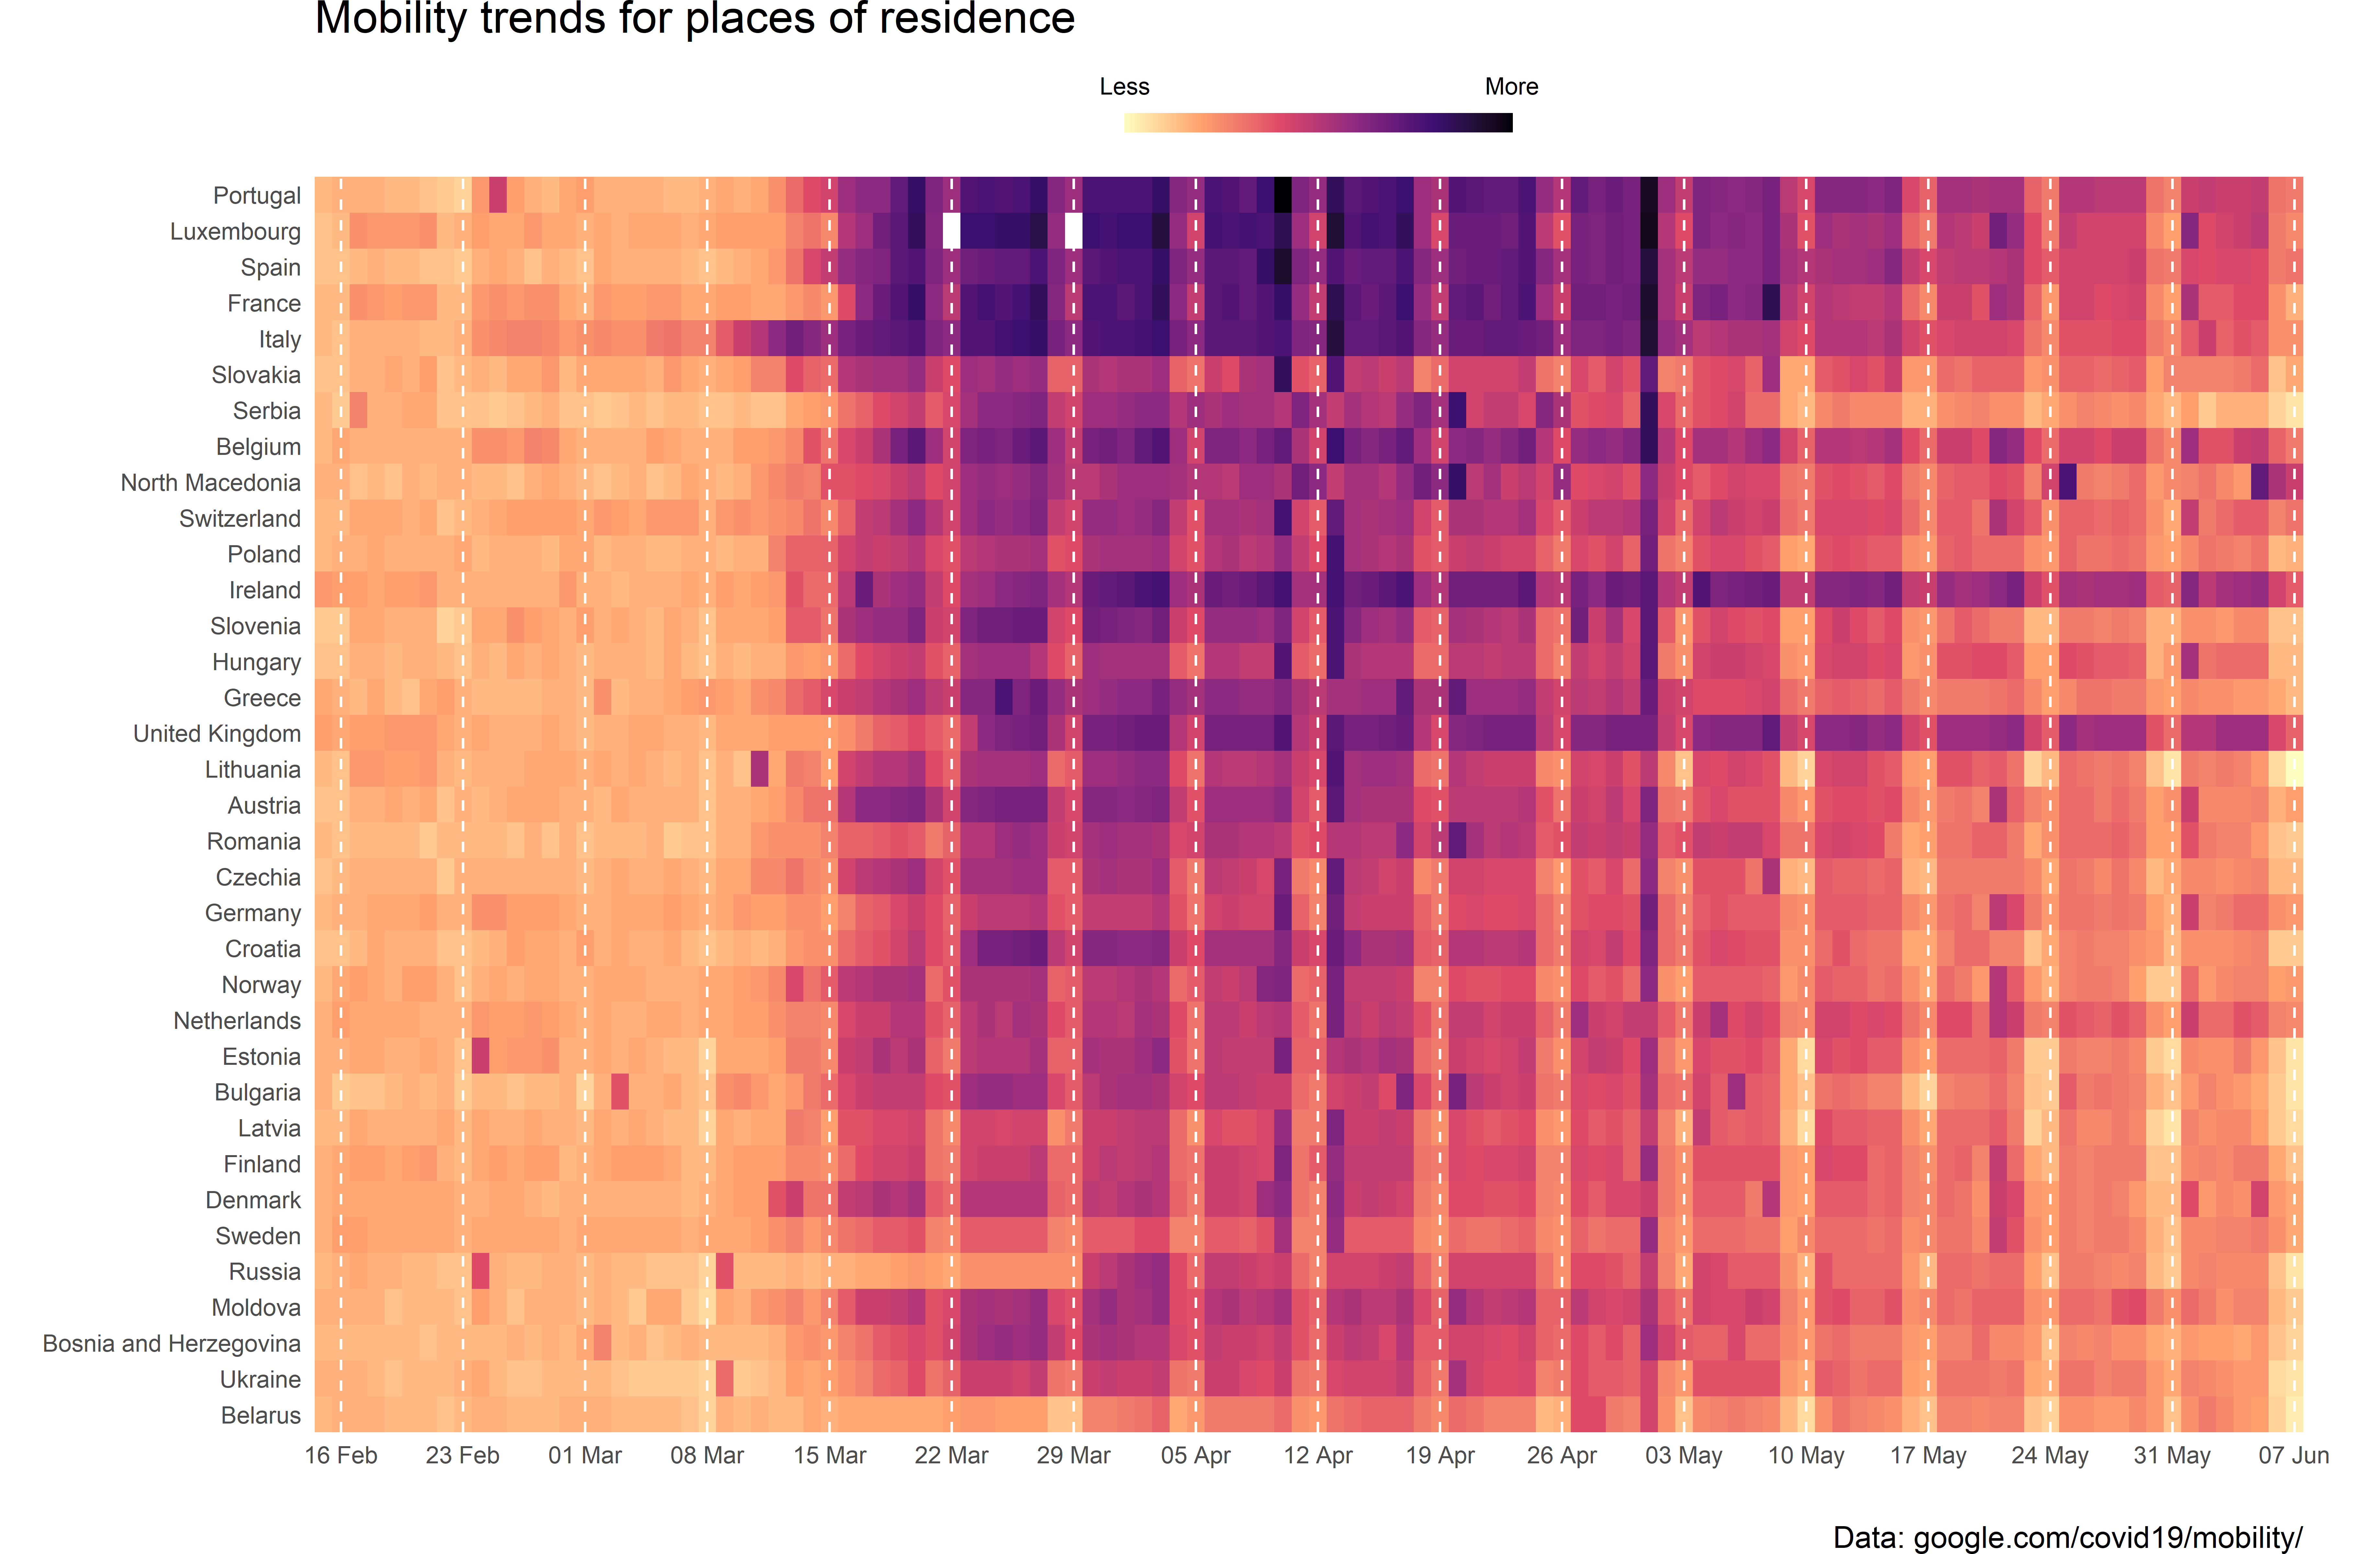 Mobility trends for places of residence
Less More
Portugal
Luxembourg
Spain
France
Italy
Slovakia
Serbia
Belgium
North Macedonia
Switzerland
Poland
Ireland
Slovenia
Hungary
Greece
United Kingdom
Lithuania
Austria
Romania
Czechia
Germany
Croatia
Norway
Netherlands
Estonia
Bulgaria
Latvia
Finland
Denmark
Sweden
Russia
Moldova
Bosnia and Herzegovina
Ukraine
Belarus
16 Feb 23 Feb 01 Mar 08 Mar 15 Mar 22 Mar 29 Mar 05 Apr 12 Apr 19 Apr 26 Apr 03 May 10 May 17 May 24 May 31 May 07 Jun
Data: google.com/covid19/mobility/